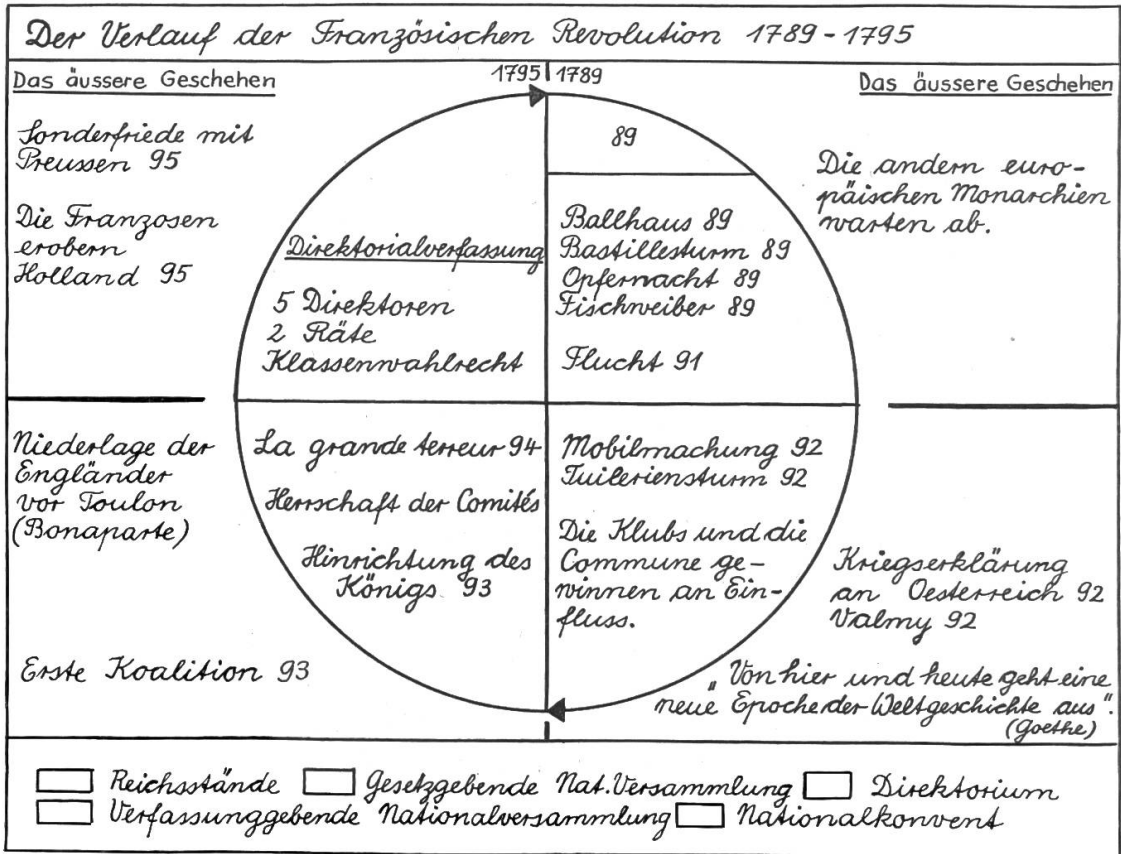 Der Verlauf der Französischen Revolution 1789 - 1795
Das äussere Geschehen
Sonderfriede mit
Preussen 95
Die Franzosen
erobern
Holland 95
1795 1789
89
Direktorialverfassung
5 Direktoren
2 Räte
Klassenwahlrecht
Ballhaus 89
Bastillesturm 89
Opfernacht 89
Fischweiber 89
Flucht 91
Das äussere Geschehen
Die andern euro-
päischen Monarchien
warten ab.
Niederlage der
Engländer
vor Toulon
(Bonaparte)
Erste Koalition 93
La grande terreur 94
Herrschaft der Comités
Hinrichtung des
Königs 93
Mobilmachung 92
Tuileriensturm 92
Die Klubs und die
Commune ge-
winnen an Ein-
fluss.
Kriegserklärung
an Oesterreich 92
Valmy 92
"Von hier und heute geht eine
neue Epoche der Weltgeschichte aus".
(Goethe)
Reichsstände Gesetzgebende Nat.Versammlung Direktorium
Verfassunggebende Nationalversammlung Nationalkonvent